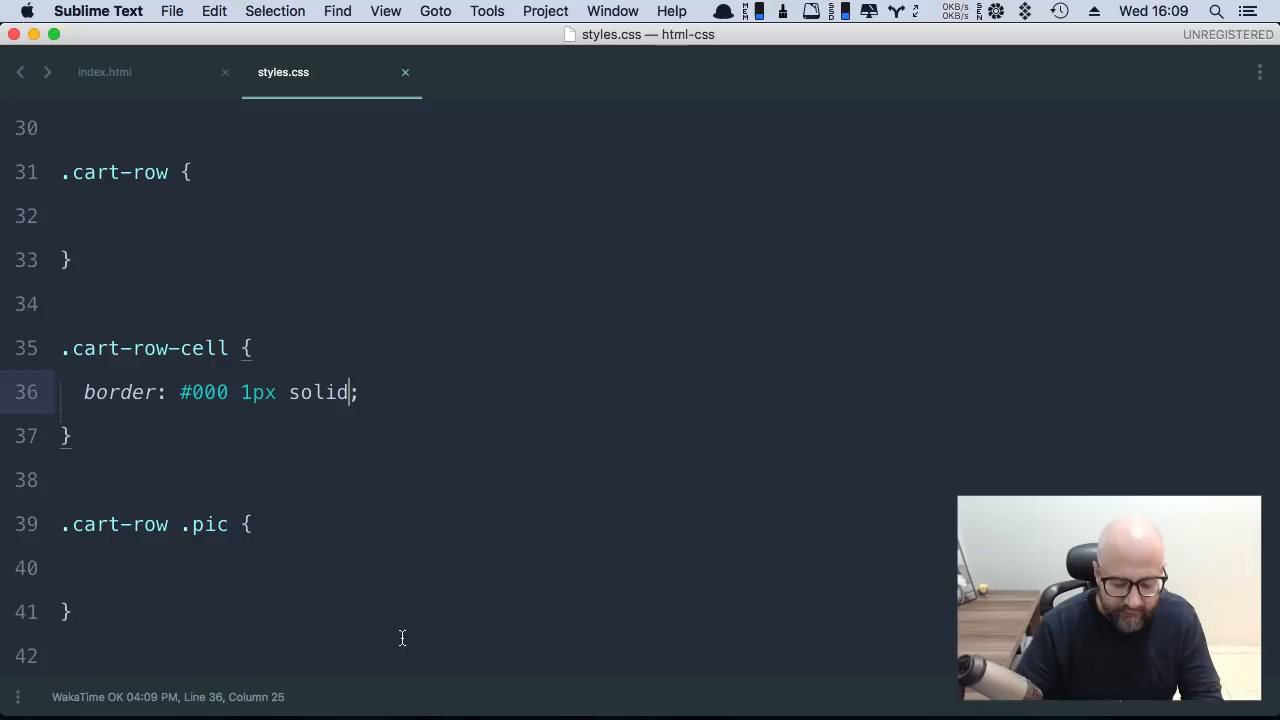 Sublime Text File Edit Selection Find View Goto Tools Project Window Help 0KB/s 0KB/s Wed 16:09
styles.css — html-css UNREGISTERED
index.html styles.css
30
31 .cart-row {
32
33 }
34
35 .cart-row-cell {
36 border: #000 1px solid;
37 }
38
39 .cart-row .pic {
40
41 }
42
WakaTime OK 04:09 PM, Line 36, Column 25